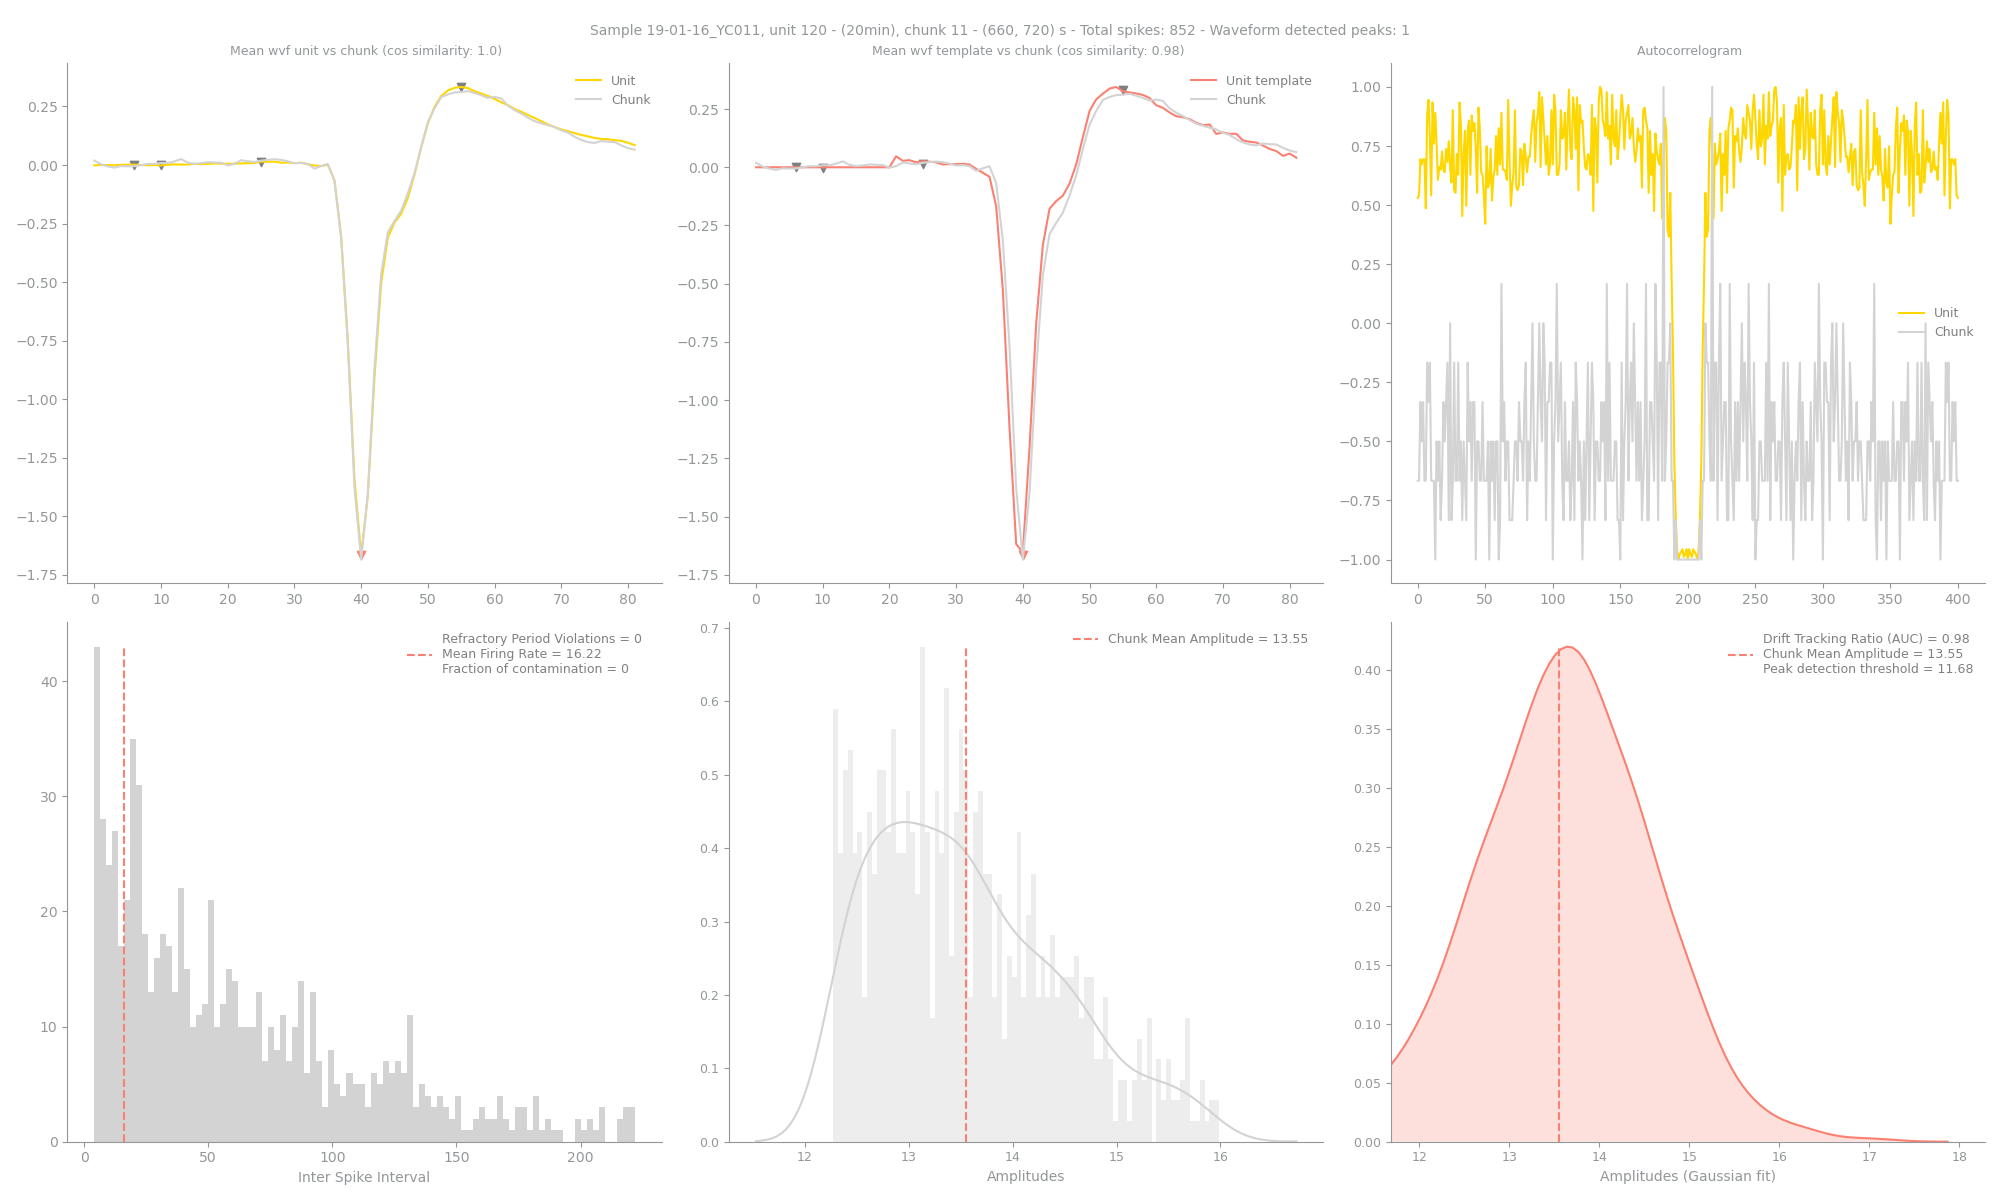 Sample 19-01-16_YC011, unit 120 - (20min), chunk 11 - (660, 720) s - Total spikes: 852 - Waveform detected peaks: 1
Mean wvf unit vs chunk (cos similarity: 1.0)
Unit
Chunk
0.25
0.00
−0.25
−0.50
−0.75
−1.00
−1.25
−1.50
−1.75
0 10 20 30 40 50 60 70 80
Mean wvf template vs chunk (cos similarity: 0.98)
Unit template
Chunk
0.25
0.00
−0.25
−0.50
−0.75
−1.00
−1.25
−1.50
−1.75
0 10 20 30 40 50 60 70 80
Autocorrelogram
1.00
0.75
0.50
0.25
0.00
−0.25
−0.50
−0.75
−1.00
Unit
Chunk
0 50 100 150 200 250 300 350 400
Refractory Period Violations = 0
Mean Firing Rate = 16.22
Fraction of contamination = 0
40
30
20
10
0
0 50 100 150 200
Inter Spike Interval
Chunk Mean Amplitude = 13.55
0.7
0.6
0.5
0.4
0.3
0.2
0.1
0.0
12 13 14 15 16
Amplitudes
Drift Tracking Ratio (AUC) = 0.98
Chunk Mean Amplitude = 13.55
Peak detection threshold = 11.68
0.40
0.35
0.30
0.25
0.20
0.15
0.10
0.05
0.00
12 13 14 15 16 17 18
Amplitudes (Gaussian fit)